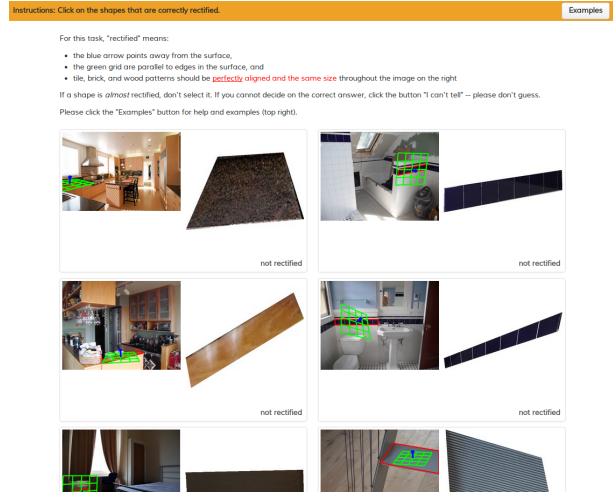 Instructions: Click on the shapes that are correctly rectified.
Examples
For this task, "rectified" means:
• the blue arrow points away from the surface,
• the green grid are parallel to edges in the surface, and
• tile, brick, and wood patterns should be perfectly aligned and the same size throughout the image on the right
If a shape is almost rectified, don't select it. If you cannot decide on the correct answer, click the button "I can't tell" -- please don't guess.
Please click the "Examples" button for help and examples (top right).
not rectified
not rectified
not rectified
not rectified